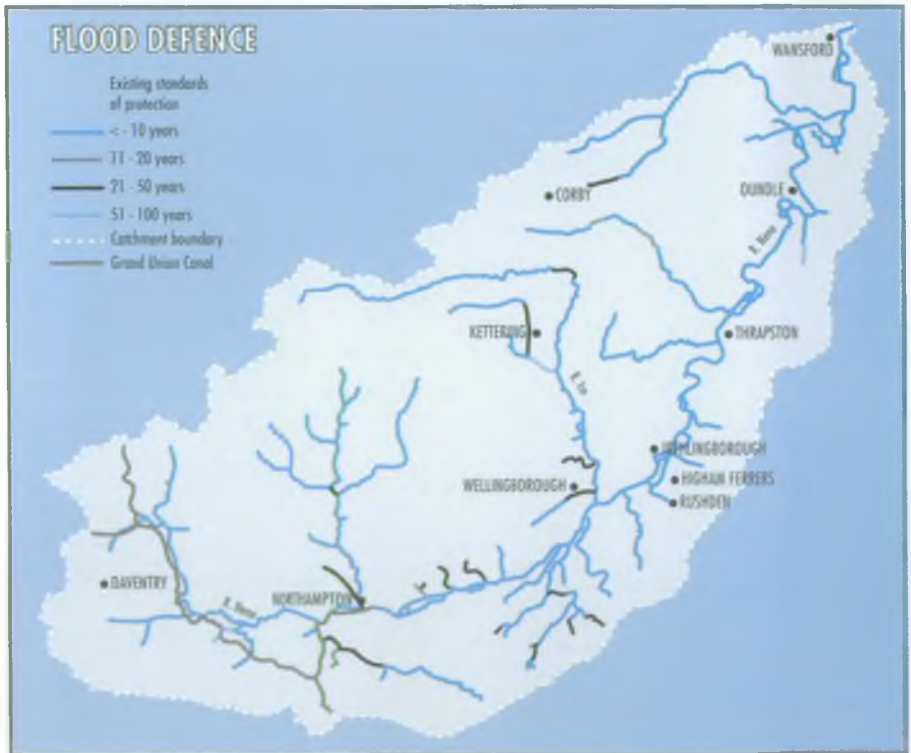 FLOOD DEFENCE
Existing standards
of protection
< - 10 years
11 - 20 years
21 - 50 years
51 - 100 years
Catchment boundary
Grand Union Canal
WANSFORD
CORBY
OUNDLE
R. Nene
KETTERING
THRAPSTON
R. Ise
IRTHLINGBOROUGH
WELLINGBOROUGH
HIGHAM FERRERS
RUSHDEN
DAVENTRY
NORTHAMPTON
R. Nene